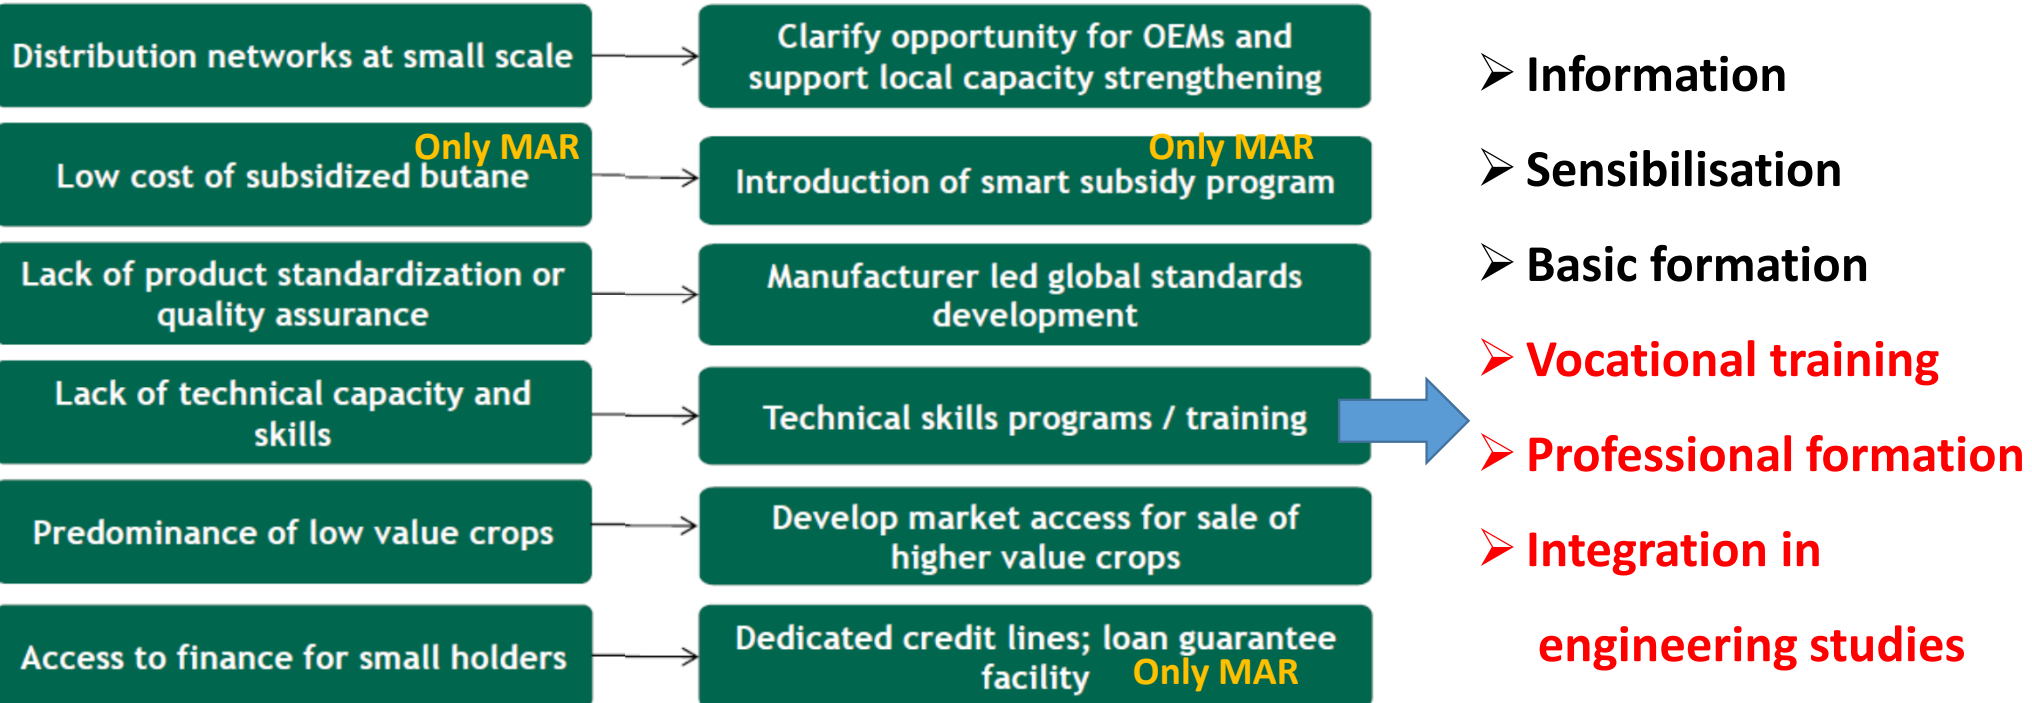 Distribution networks at small scale
Clarify opportunity for OEMs and
support local capacity strengthening
Only MAR
Low cost of subsidized butane
Only MAR
Introduction of smart subsidy program
Lack of product standardization or
quality assurance
Manufacturer led global standards
development
Lack of technical capacity and
skills
Technical skills programs / training
Predominance of low value crops
Develop market access for sale of
higher value crops
Access to finance for small holders
Dedicated credit lines; loan guarantee
facility
Only MAR
➢ Information
➢ Sensibilisation
➢ Basic formation
➢ Vocational training
➢ Professional formation
➢ Integration in
engineering studies